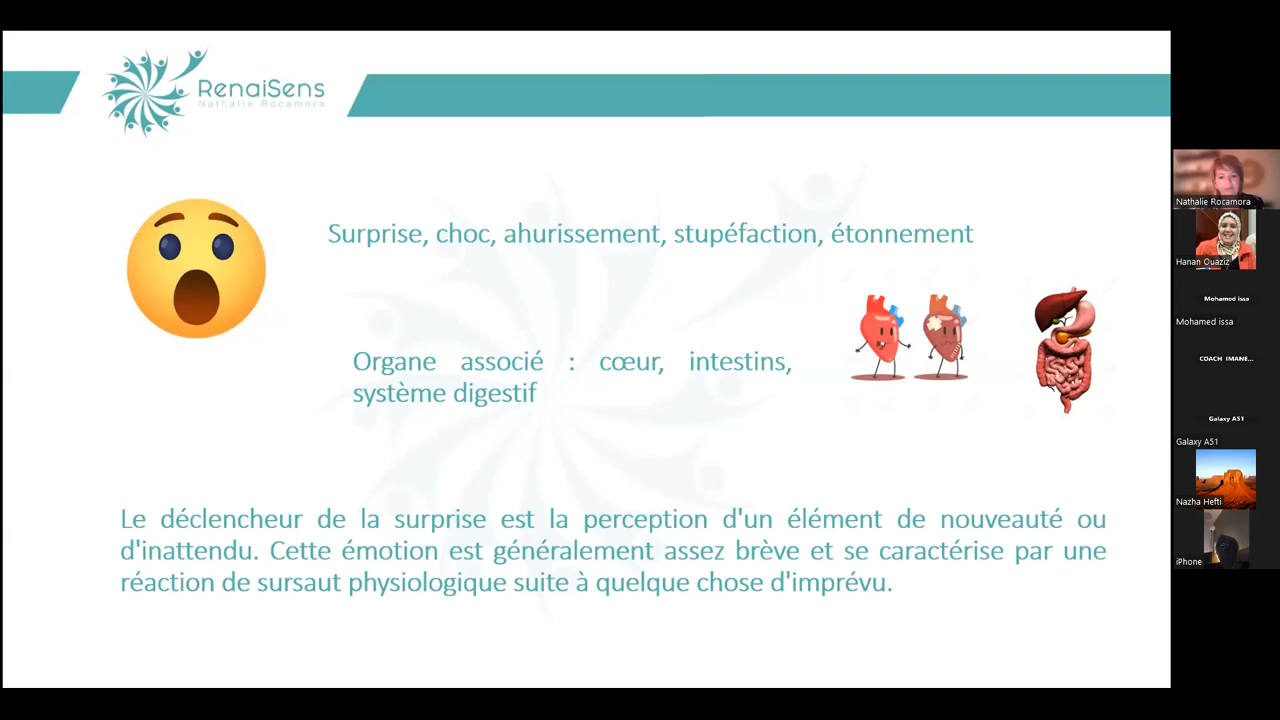 RenaiSens
Nathalie Rocamora
Surprise, choc, ahurissement, stupéfaction, étonnement
Organe associé : cœur, intestins,
système digestif
Le déclencheur de la surprise est la perception d'un élément de nouveauté ou
d'inattendu. Cette émotion est généralement assez brève et se caractérise par une
réaction de sursaut physiologique suite à quelque chose d'imprévu.
Nathalie Rocamora
Hanan Ouaziz
Mohamed issa
Mohamed issa
COACH IMANE...
Galaxy A51
Galaxy A51
Nazha Hefti
iPhone